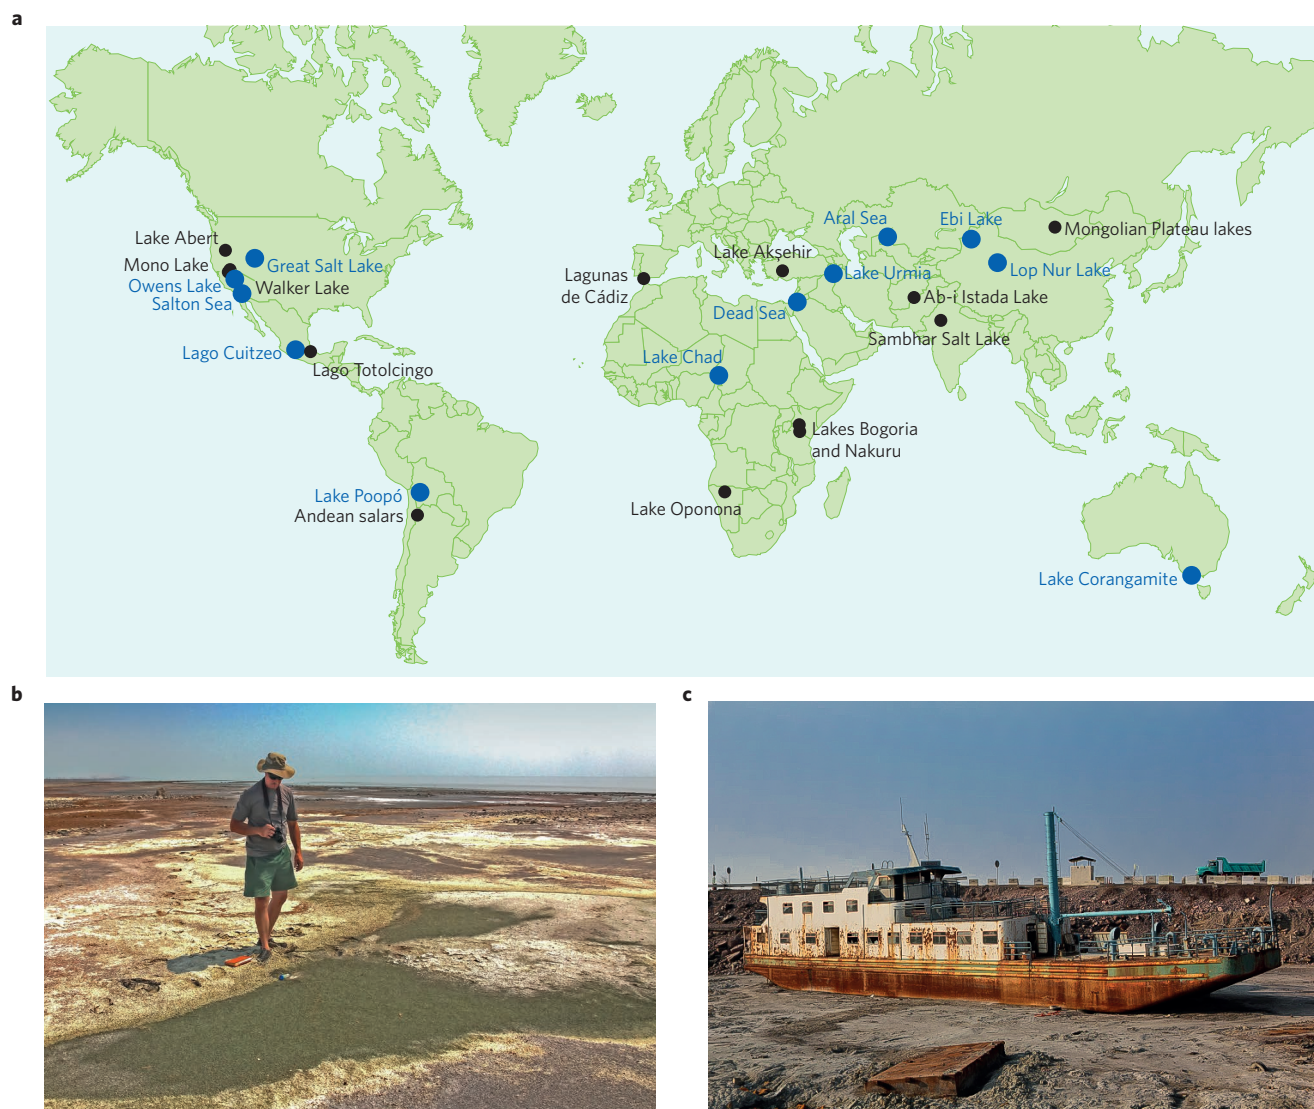 a
Lake Abert
Mono Lake
Great Salt Lake
Owens Lake
Walker Lake
Salton Sea
Lago Cuitzeo
Lago Totolcingo
Lake Poopó
Andean salars
Lagunas
de Cádiz
Lake Akşehir
Aral Sea
Ebi Lake
Mongolian Plateau lakes
Lake Urmia
Lop Nur Lake
Dead Sea
Ab-i Istada Lake
Sambhar Salt Lake
Lake Chad
Lakes Bogoria
and Nakuru
Lake Oponona
Lake Corangamite
b
c